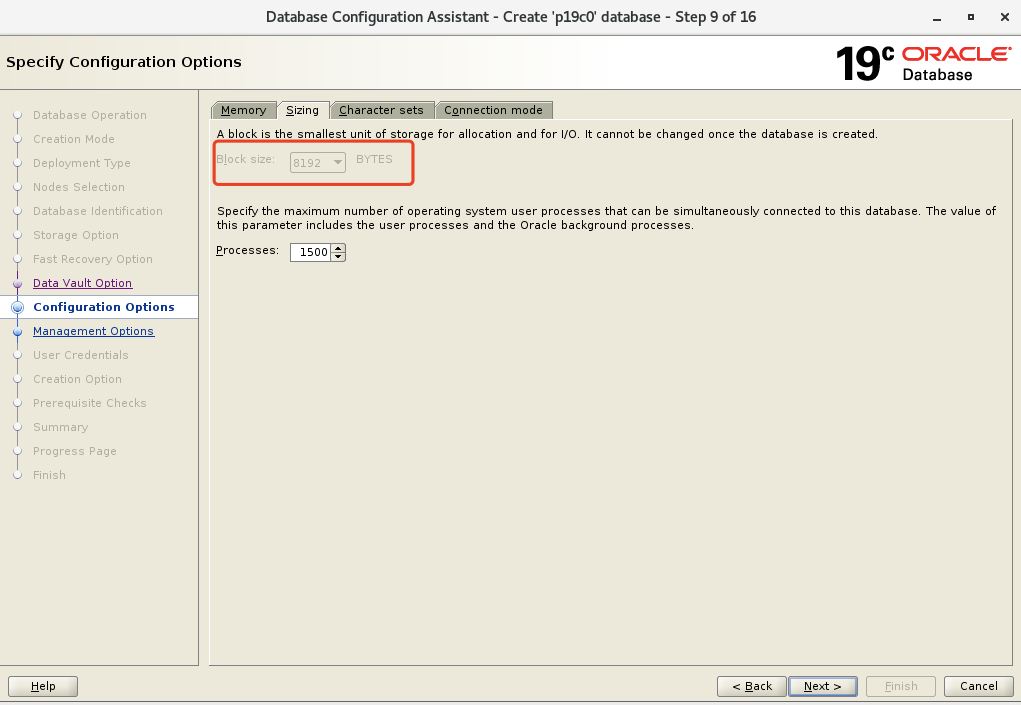 Database Configuration Assistant - Create 'p19c0' database - Step 9 of 16
Specify Configuration Options
19c ORACLE
Database
Database Operation
Creation Mode
Deployment Type
Nodes Selection
Database Identification
Storage Option
Fast Recovery Option
Data Vault Option
Configuration Options
Management Options
User Credentials
Creation Option
Prerequisite Checks
Summary
Progress Page
Finish
Memory Sizing Character sets Connection mode
A block is the smallest unit of storage for allocation and for I/O. It cannot be changed once the database is created.
Block size: 8192 BYTES
Specify the maximum number of operating system user processes that can be simultaneously connected to this database. The value of
this parameter includes the user processes and the Oracle background processes.
Processes: 1500
Help < Back Next > Finish Cancel